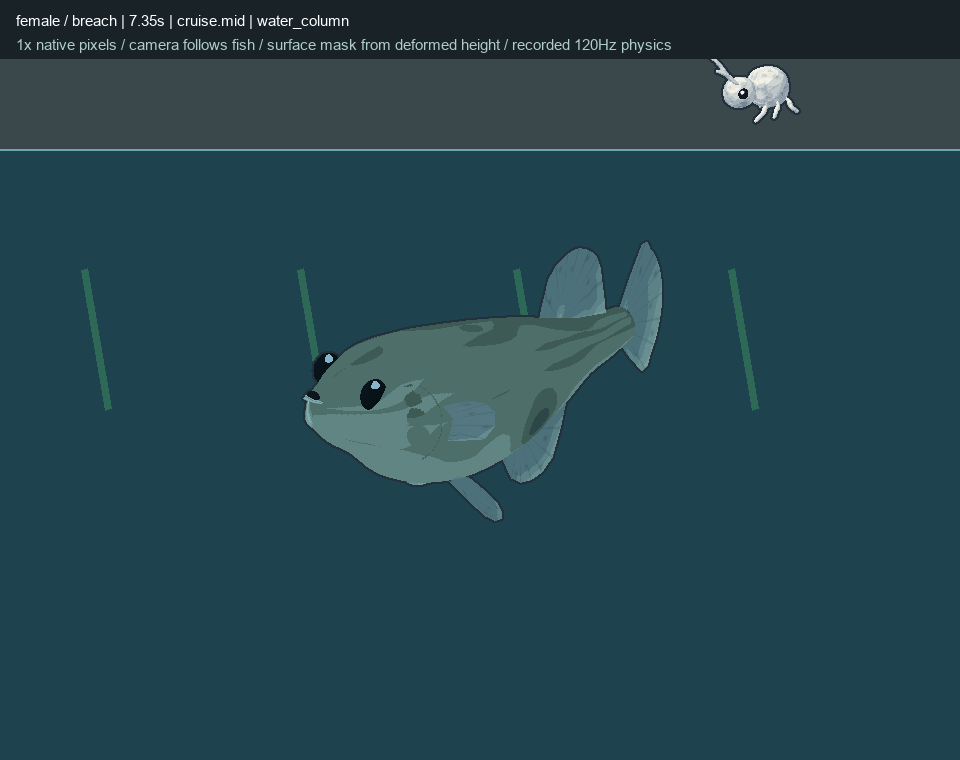 female / breach | 7.35s | cruise.mid | water_column
1x native pixels / camera follows fish / surface mask from deformed height / recorded 120Hz physics